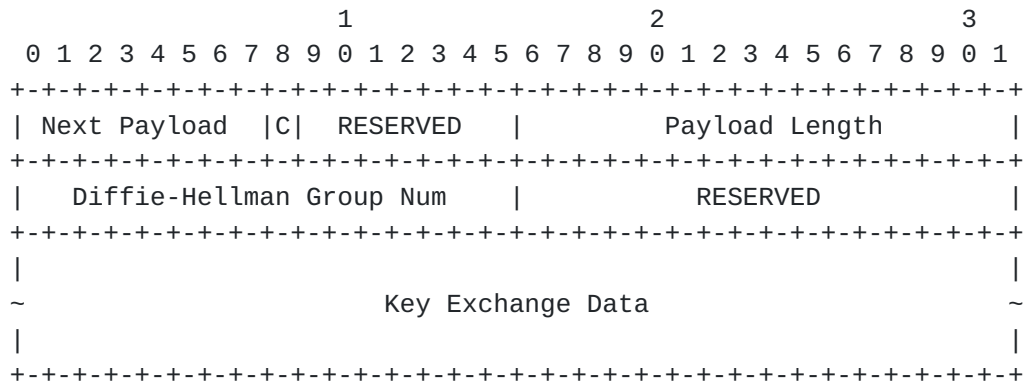 1                   2                   3
 0 1 2 3 4 5 6 7 8 9 0 1 2 3 4 5 6 7 8 9 0 1 2 3 4 5 6 7 8 9 0 1
+-+-+-+-+-+-+-+-+-+-+-+-+-+-+-+-+-+-+-+-+-+-+-+-+-+-+-+-+-+-+-+-+
| Next Payload  |C|  RESERVED   |         Payload Length        |
+-+-+-+-+-+-+-+-+-+-+-+-+-+-+-+-+-+-+-+-+-+-+-+-+-+-+-+-+-+-+-+-+
|   Diffie-Hellman Group Num    |           RESERVED            |
+-+-+-+-+-+-+-+-+-+-+-+-+-+-+-+-+-+-+-+-+-+-+-+-+-+-+-+-+-+-+-+-+
|                                                               |
~                       Key Exchange Data                       ~
|                                                               |
+-+-+-+-+-+-+-+-+-+-+-+-+-+-+-+-+-+-+-+-+-+-+-+-+-+-+-+-+-+-+-+-+